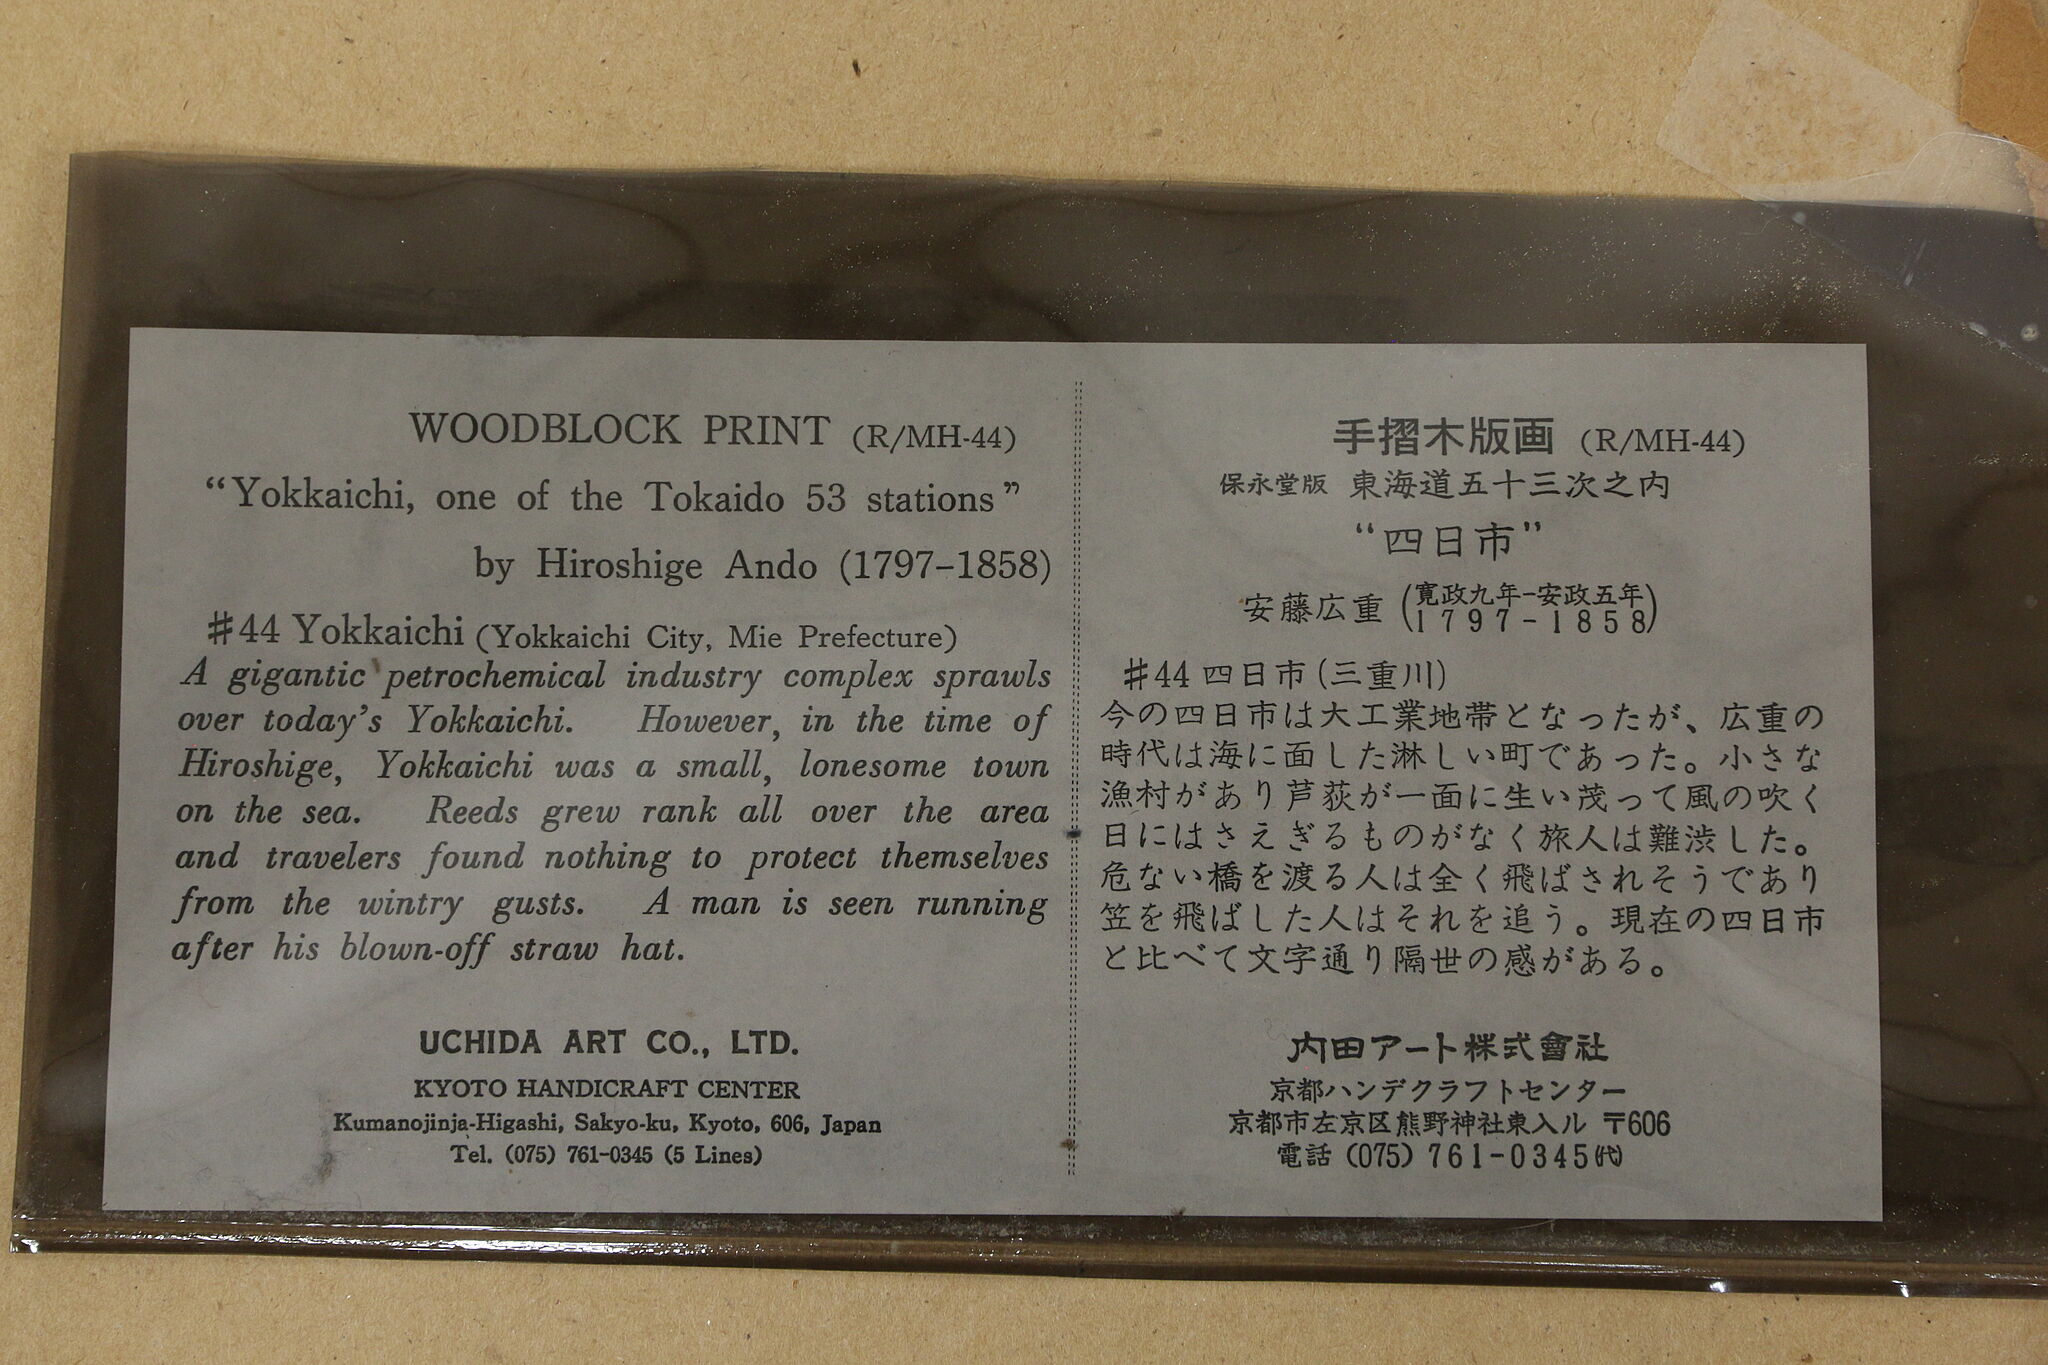 WOODBLOCK PRINT (R/MH-44)
“Yokkaichi, one of the Tokaido 53 stations”
by Hiroshige Ando (1797–1858)
♯44 Yokkaichi (Yokkaichi City, Mie Prefecture)
A gigantic petrochemical industry complex sprawls
over today’s Yokkaichi. However, in the time of
Hiroshige, Yokkaichi was a small, lonesome town
on the sea. Reeds grew rank all over the area
and travelers found nothing to protect themselves
from the wintry gusts. A man is seen running
after his blown-off straw hat.
UCHIDA ART CO., LTD.
KYOTO HANDICRAFT CENTER
Kumanojinja-Higashi, Sakyo-ku, Kyoto, 606, Japan
Tel. (075) 761-0345 (5 Lines)
手摺木版画 (R/MH-44)
保永堂版 東海道五十三次之内
“四日市”
安藤広重 (寛政九年-安政五年
1797-1858)
♯44 四日市(三重川)
今の四日市は大工業地帯となったが、広重の
時代は海に面した淋しい町であった。小さな
漁村があり芦荻が一面に生い茂って風の吹く
日にはさえぎるものがなく旅人は難渋した。
危ない橋を渡る人は全く飛ばされそうであり
笠を飛ばした人はそれを追う。現在の四日市
と比べて文字通り隔世の感がある。
内田アート株式會社
京都ハンデクラフトセンター
京都市左京区熊野神社東入ル 〒606
電話 (075) 761-0345㈹